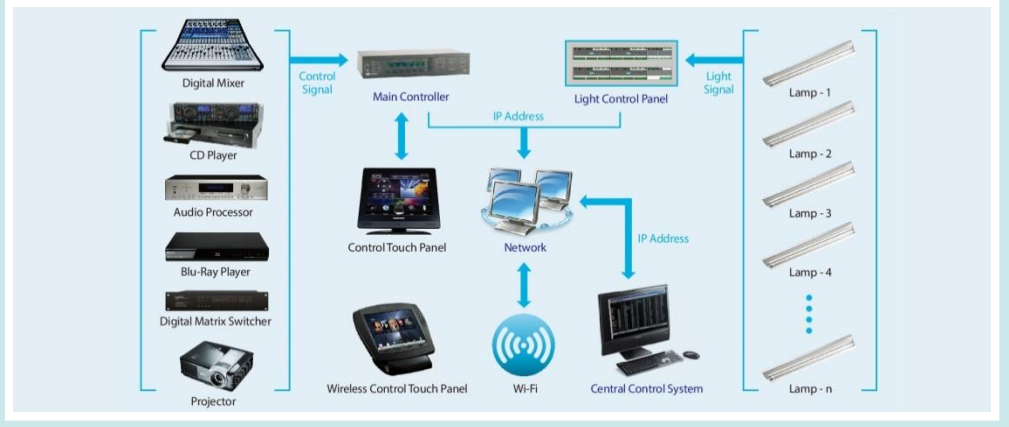 Digital Mixer
CD Player
Audio Processor
Blu-Ray Player
Digital Matrix Switcher
Projector
Control
Signal
Main Controller
Light Control Panel
Light
Signal
IP Address
Control Touch Panel
Network
IP Address
Wireless Control Touch Panel
Wi-Fi
Central Control System
Lamp - 1
Lamp - 2
Lamp - 3
Lamp - 4
Lamp - n